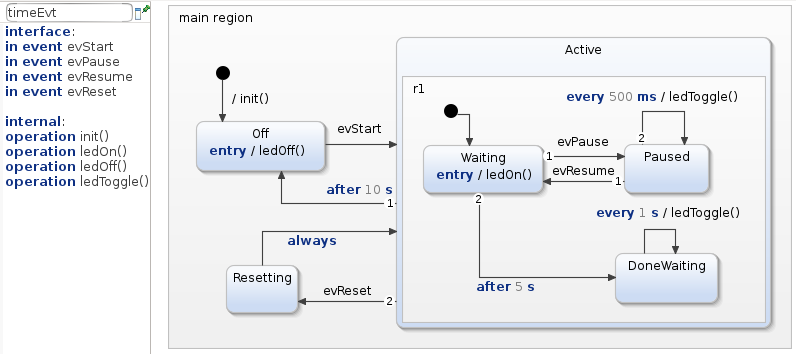 timeEvt
interface:
in event evStart
in event evPause
in event evResume
in event evReset
internal:
operation init()
operation ledOn()
operation ledOff()
operation ledToggle()
main region
/ init()
Off
entry / ledOff()
evStart
after 10 s
1
always
Resetting
evReset
2
Active
r1
every 500 ms / ledToggle()
2
Waiting
entry / ledOn()
1
evPause
evResume
1
Paused
2
every 1 s / ledToggle()
DoneWaiting
after 5 s